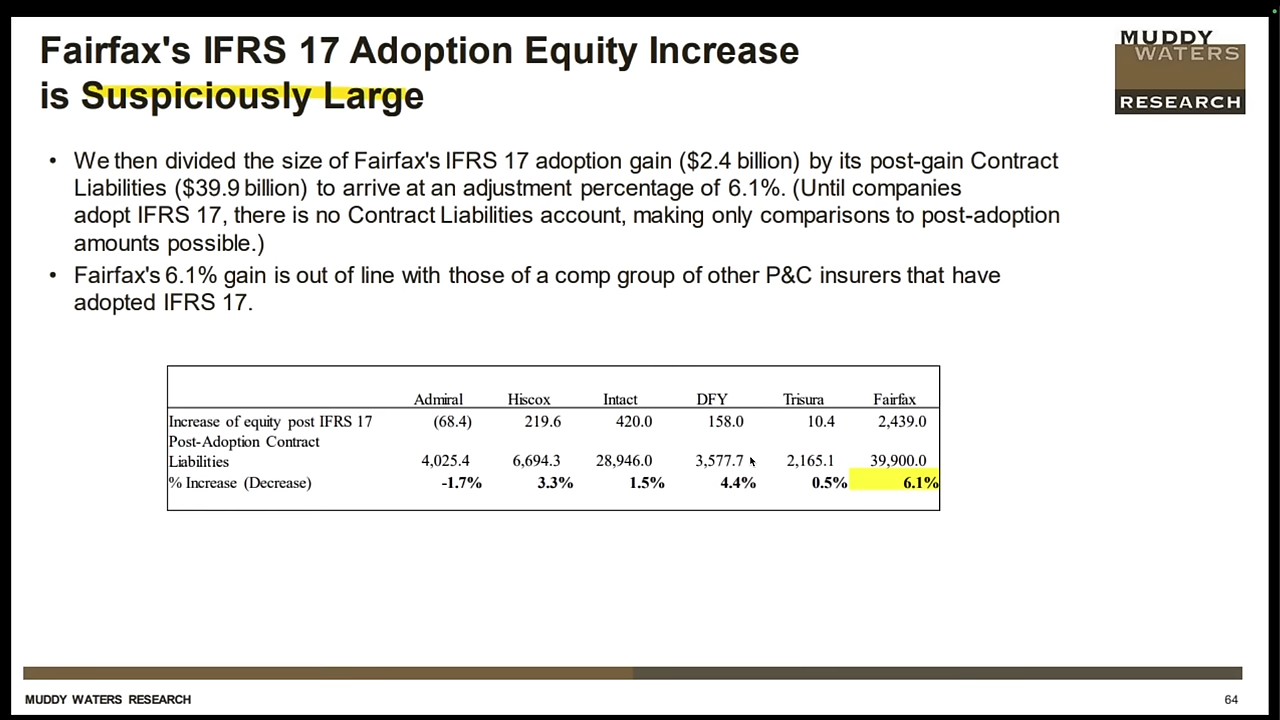 Fairfax's IFRS 17 Adoption Equity Increase
is Suspiciously Large
MUDDY
WATERS
RESEARCH
• We then divided the size of Fairfax's IFRS 17 adoption gain ($2.4 billion) by its post-gain Contract
Liabilities ($39.9 billion) to arrive at an adjustment percentage of 6.1%. (Until companies
adopt IFRS 17, there is no Contract Liabilities account, making only comparisons to post-adoption
amounts possible.)
• Fairfax's 6.1% gain is out of line with those of a comp group of other P&C insurers that have
adopted IFRS 17.
Admiral Hiscox Intact DFY Trisura Fairfax
Increase of equity post IFRS 17 (68.4) 219.6 420.0 158.0 10.4 2,439.0
Post-Adoption Contract
Liabilities 4,025.4 6,694.3 28,946.0 3,577.7 2,165.1 39,900.0
% Increase (Decrease) -1.7% 3.3% 1.5% 4.4% 0.5% 6.1%
MUDDY WATERS RESEARCH 64